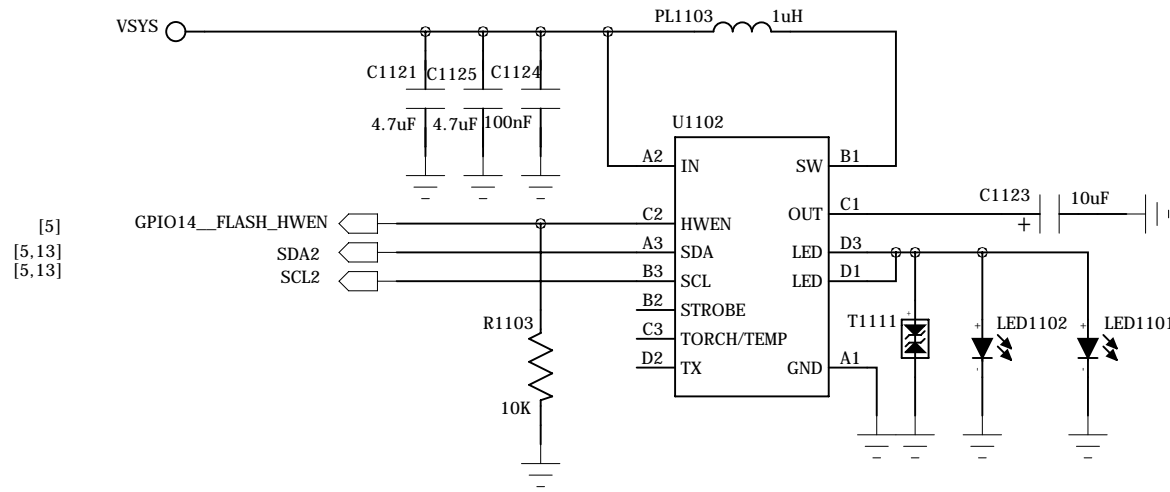 VSYS
PL1103 1uH
C1121 C1125 C1124
4.7uF 4.7uF 100nF
U1102
A2 IN SW B1
[5] GPIO14__FLASH_HWEN C2 HWEN OUT C1 C1123 10uF
+
[5,13] SDA2 A3 SDA LED D3
[5,13] SCL2 B3 SCL LED D1
B2 STROBE
R1103 C3 TORCH/TEMP T1111 LED1102 LED1101
D2 TX GND A1
10K